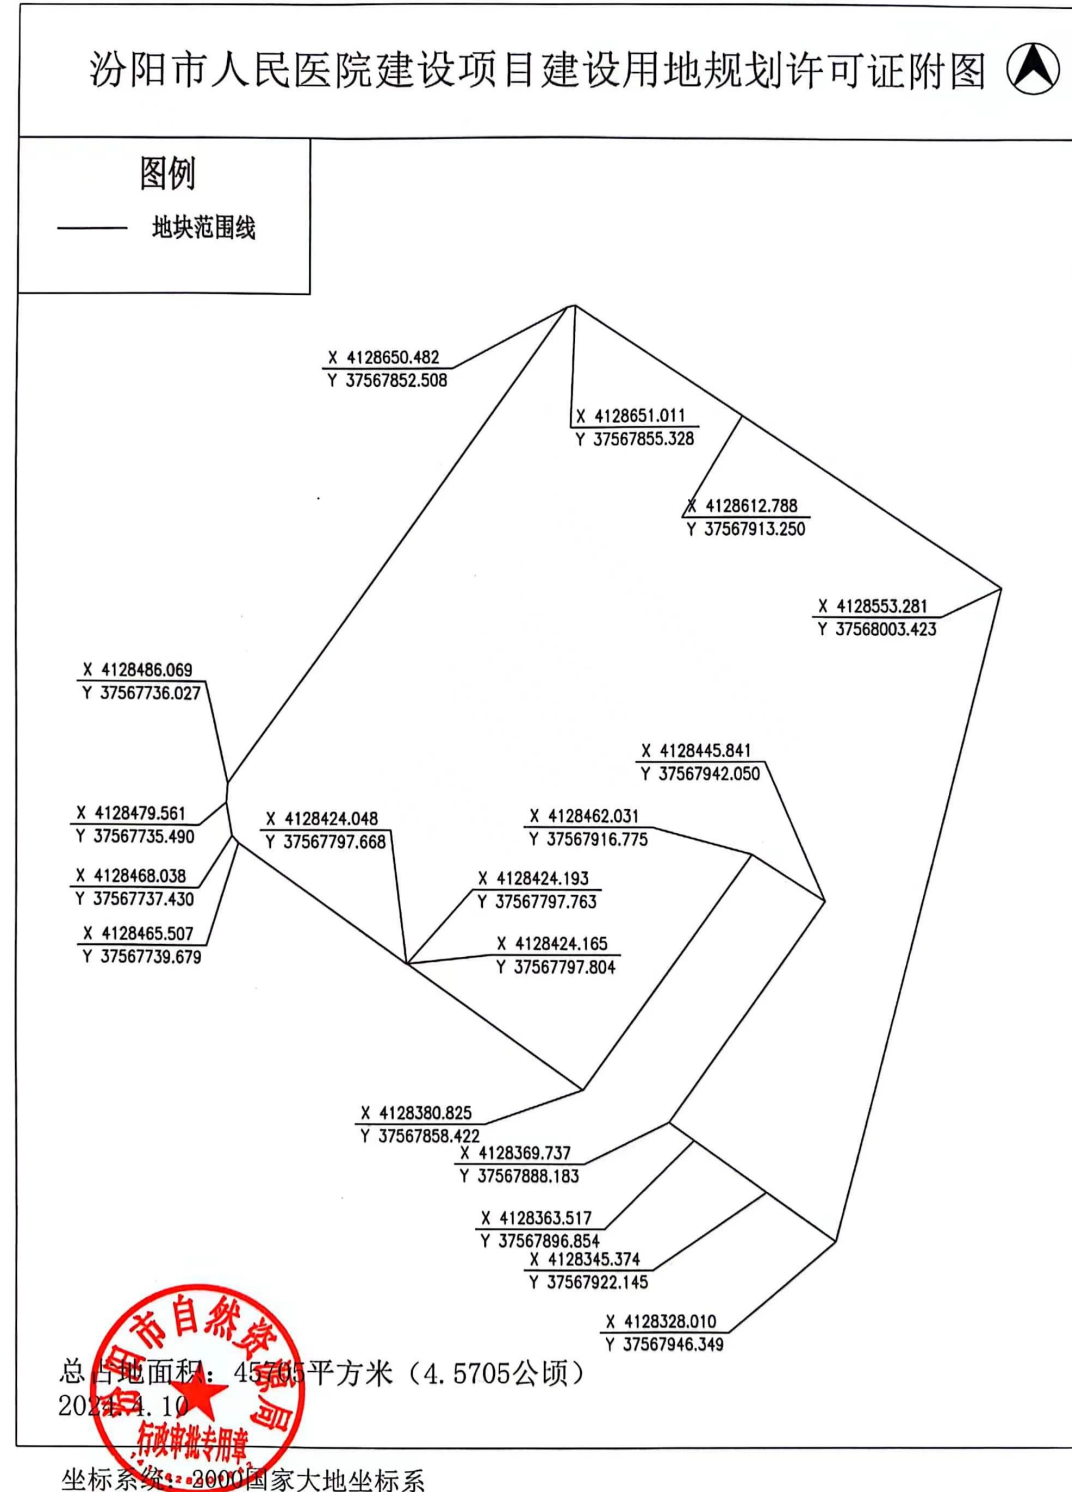 汾阳市人民医院建设项目建设用地规划许可证附图
图例
地块范围线
X 4128650.482
Y 37567852.508
X 4128651.011
Y 37567855.328
X 4128612.788
Y 37567913.250
X 4128553.281
Y 37568003.423
X 4128486.069
Y 37567736.027
X 4128445.841
Y 37567942.050
X 4128479.561
Y 37567735.490
X 4128424.048
Y 37567797.668
X 4128462.031
Y 37567916.775
X 4128468.038
Y 37567737.430
X 4128424.193
Y 37567797.763
X 4128465.507
Y 37567739.679
X 4128424.165
Y 37567797.804
X 4128380.825
Y 37567858.422
X 4128369.737
Y 37567888.183
X 4128363.517
Y 37567896.854
X 4128345.374
Y 37567922.145
X 4128328.010
Y 37567946.349
总占地面积：45705平方米（4.5705公顷）
2024.4.10
汾阳市自然资源局
行政审批专用章
坐标系统：2000国家大地坐标系